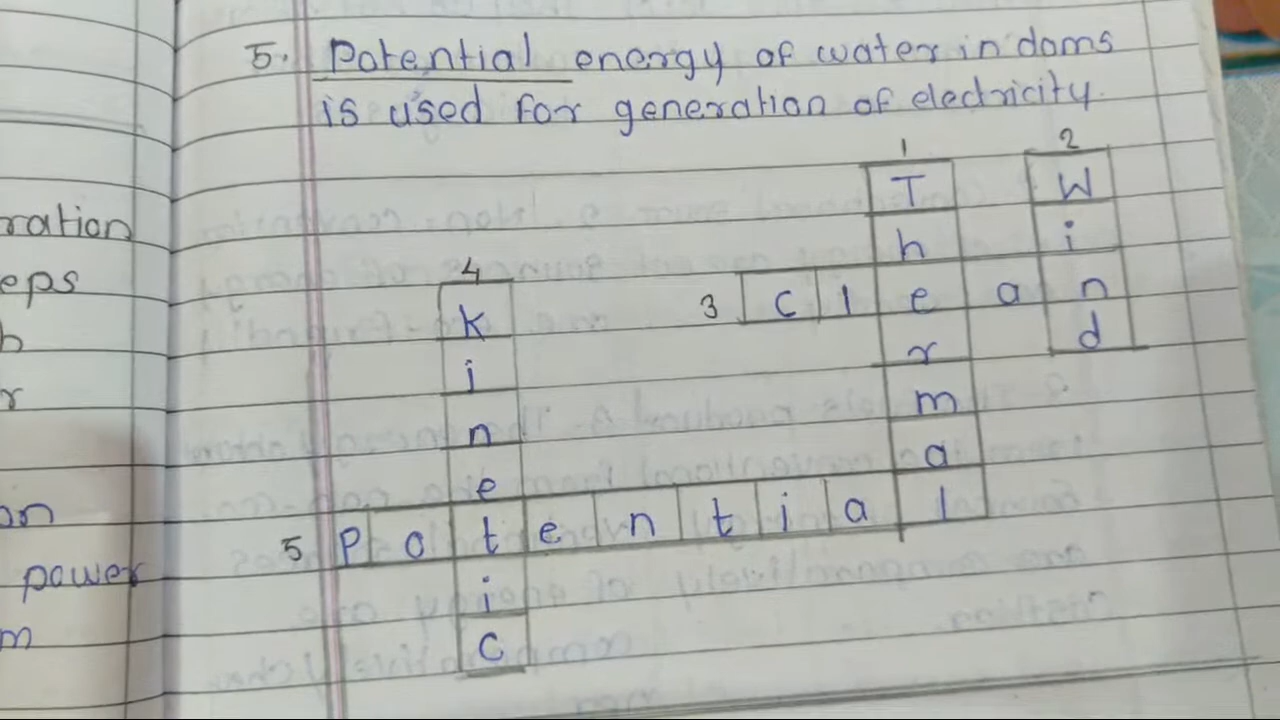 5. Potential energy of water in dams
is used for generation of electricity.
1 2
T W
h i
4
k 3 c l e a n
i r d
n m
e a
5 P o t e n t i a l
i
c
ration
eps
power